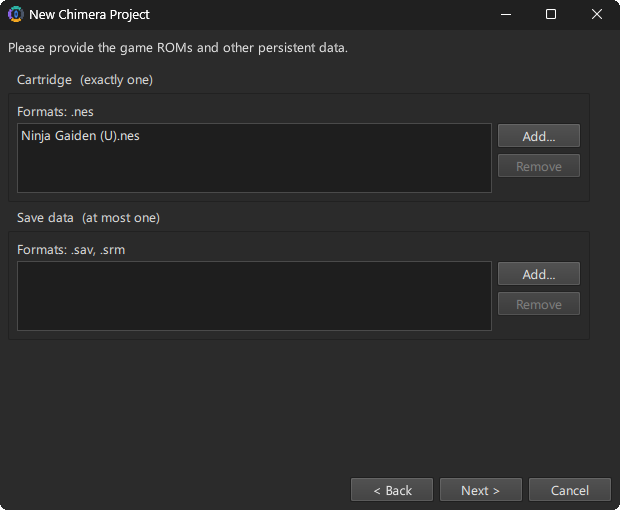 New Chimera Project
Please provide the game ROMs and other persistent data.
Cartridge (exactly one)
Formats: .nes
Ninja Gaiden (U).nes
Add...
Remove
Save data (at most one)
Formats: .sav, .srm
Add...
Remove
< Back
Next >
Cancel